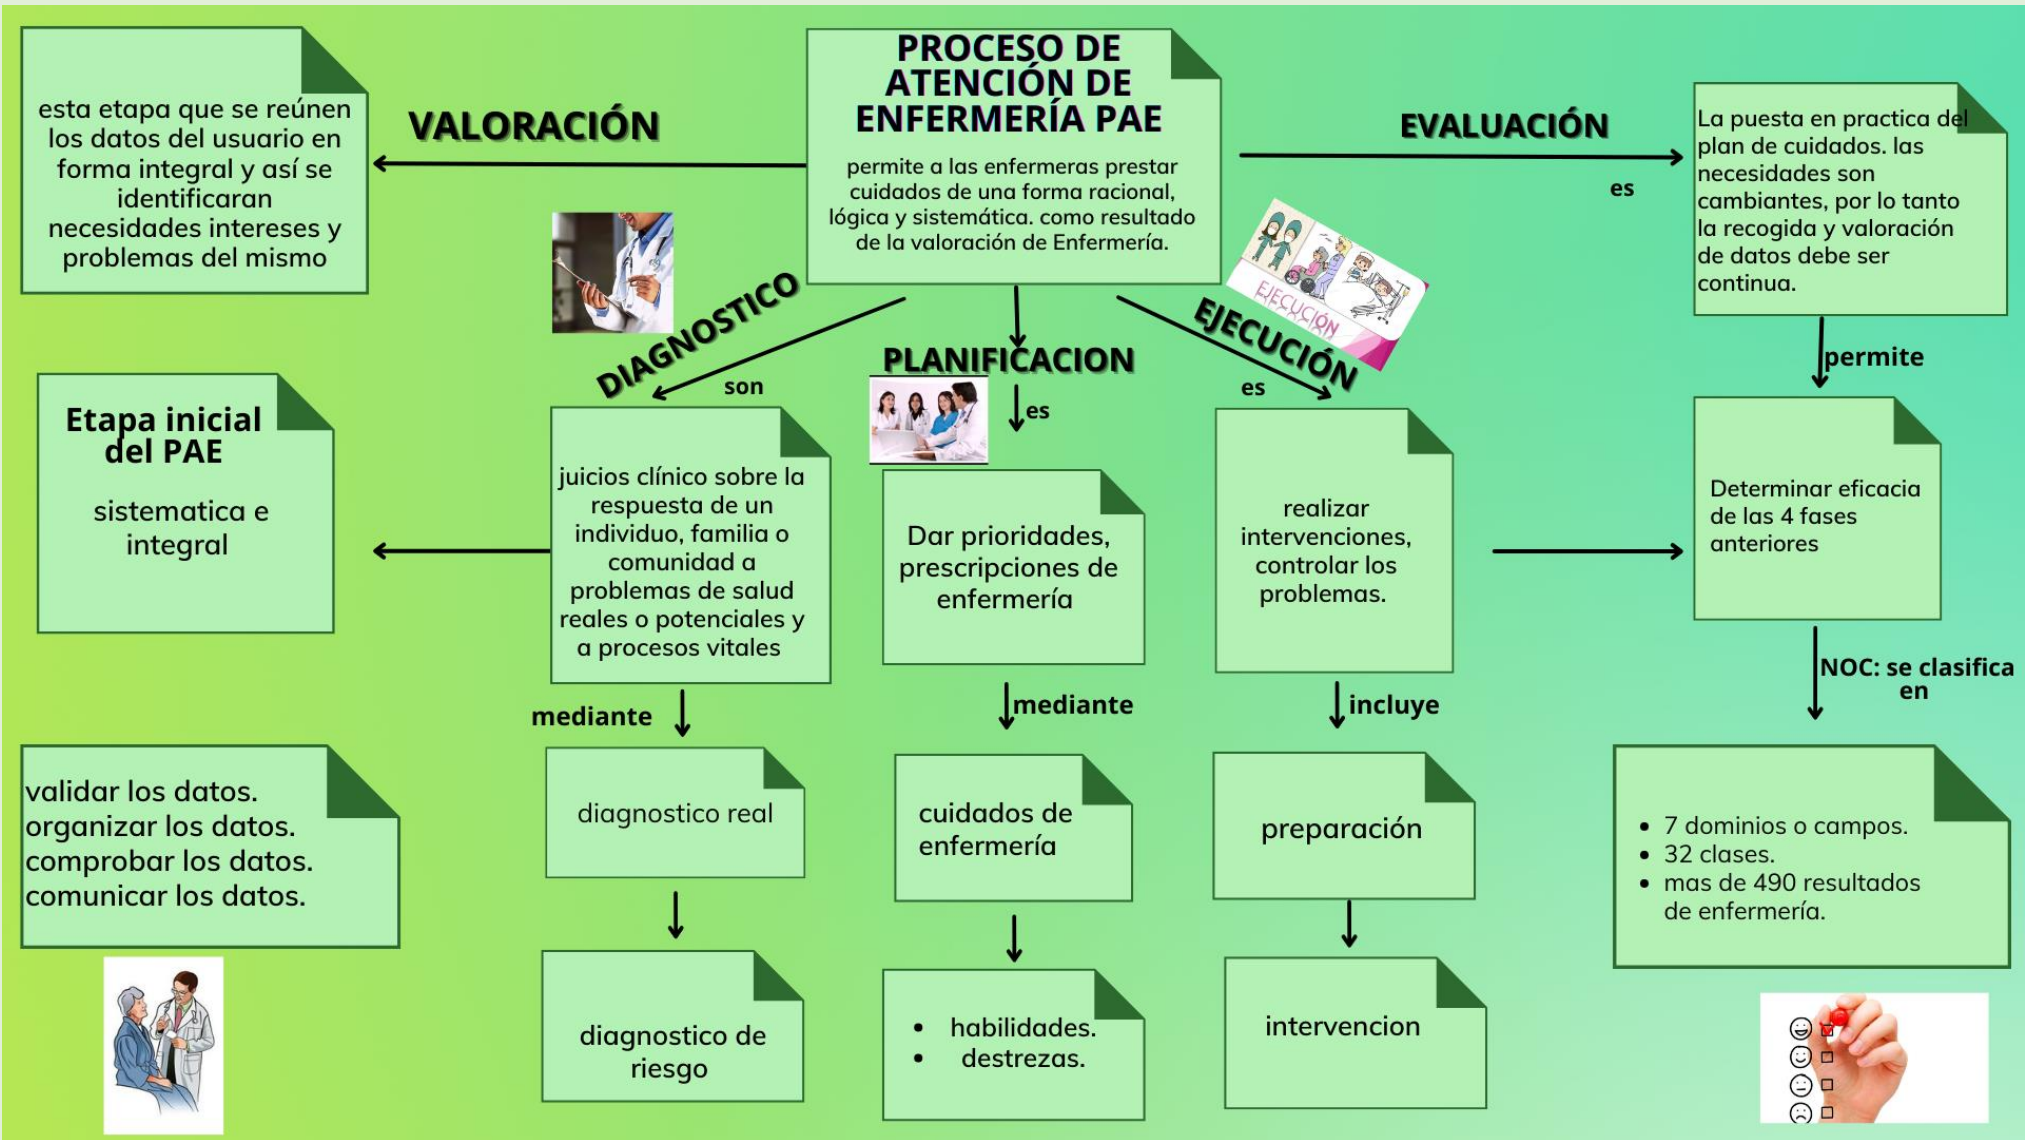 PROCESO DE
ATENCIÓN DE
ENFERMERÍA PAE
permite a las enfermeras prestar
cuidados de una forma racional,
lógica y sistemática. como resultado
de la valoración de Enfermería.
VALORACIÓN
esta etapa que se reúnen
los datos del usuario en
forma integral y así se
identificaran
necesidades intereses y
problemas del mismo
Etapa inicial
del PAE
sistematica e
integral
validar los datos.
organizar los datos.
comprobar los datos.
comunicar los datos.
DIAGNOSTICO
son
juicios clínico sobre la
respuesta de un
individuo, familia o
comunidad a
problemas de salud
reales o potenciales y
a procesos vitales
mediante
diagnostico real
diagnostico de
riesgo
PLANIFICACION
es
Dar prioridades,
prescripciones de
enfermería
mediante
cuidados de
enfermería
• habilidades.
• destrezas.
EJECUCIÓN
EJECUCIÓN
es
realizar
intervenciones,
controlar los
problemas.
incluye
preparación
intervencion
EVALUACIÓN
es
La puesta en practica del
plan de cuidados. las
necesidades son
cambiantes, por lo tanto
la recogida y valoración
de datos debe ser
continua.
permite
Determinar eficacia
de las 4 fases
anteriores
NOC: se clasifica
en
• 7 dominios o campos.
• 32 clases.
• mas de 490 resultados
de enfermería.